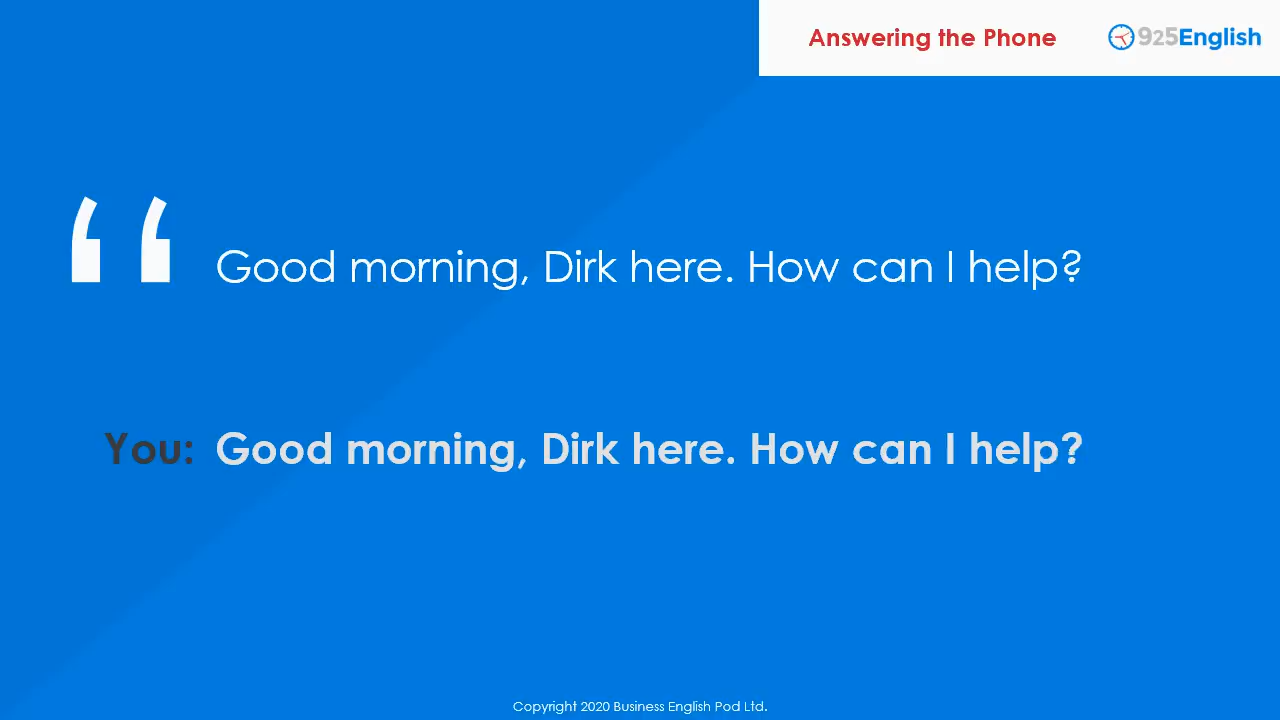 Answering the Phone
925English
Good morning, Dirk here. How can I help?
You: Good morning, Dirk here. How can I help?
Copyright 2020 Business English Pod Ltd.